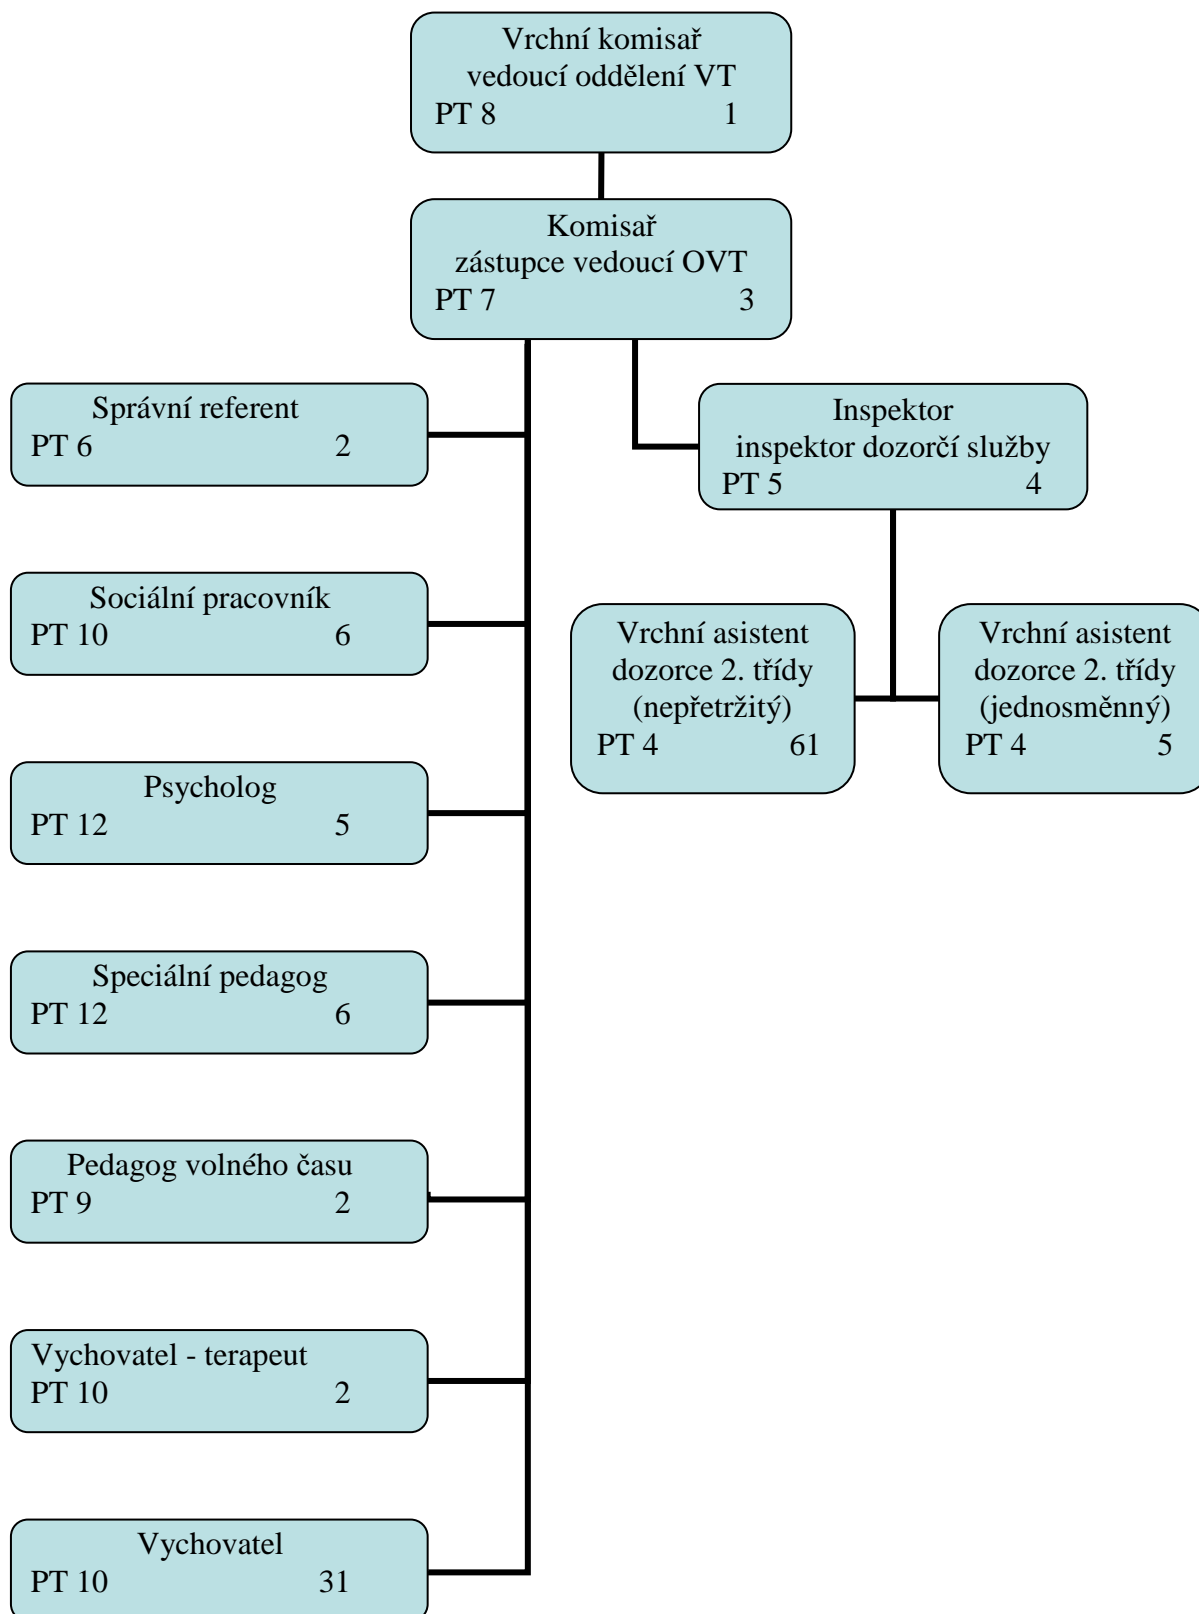 Vrchní komisař
vedoucí oddělení VT
PT 8 1
Komisař
zástupce vedoucí OVT
PT 7 3
Správní referent
PT 6 2
Inspektor
inspektor dozorčí služby
PT 5 4
Sociální pracovník
PT 10 6
Vrchní asistent
dozorce 2. třídy
(nepřetržitý)
PT 4 61
Vrchní asistent
dozorce 2. třídy
(jednosměnný)
PT 4 5
Psycholog
PT 12 5
Speciální pedagog
PT 12 6
Pedagog volného času
PT 9 2
Vychovatel - terapeut
PT 10 2
Vychovatel
PT 10 31